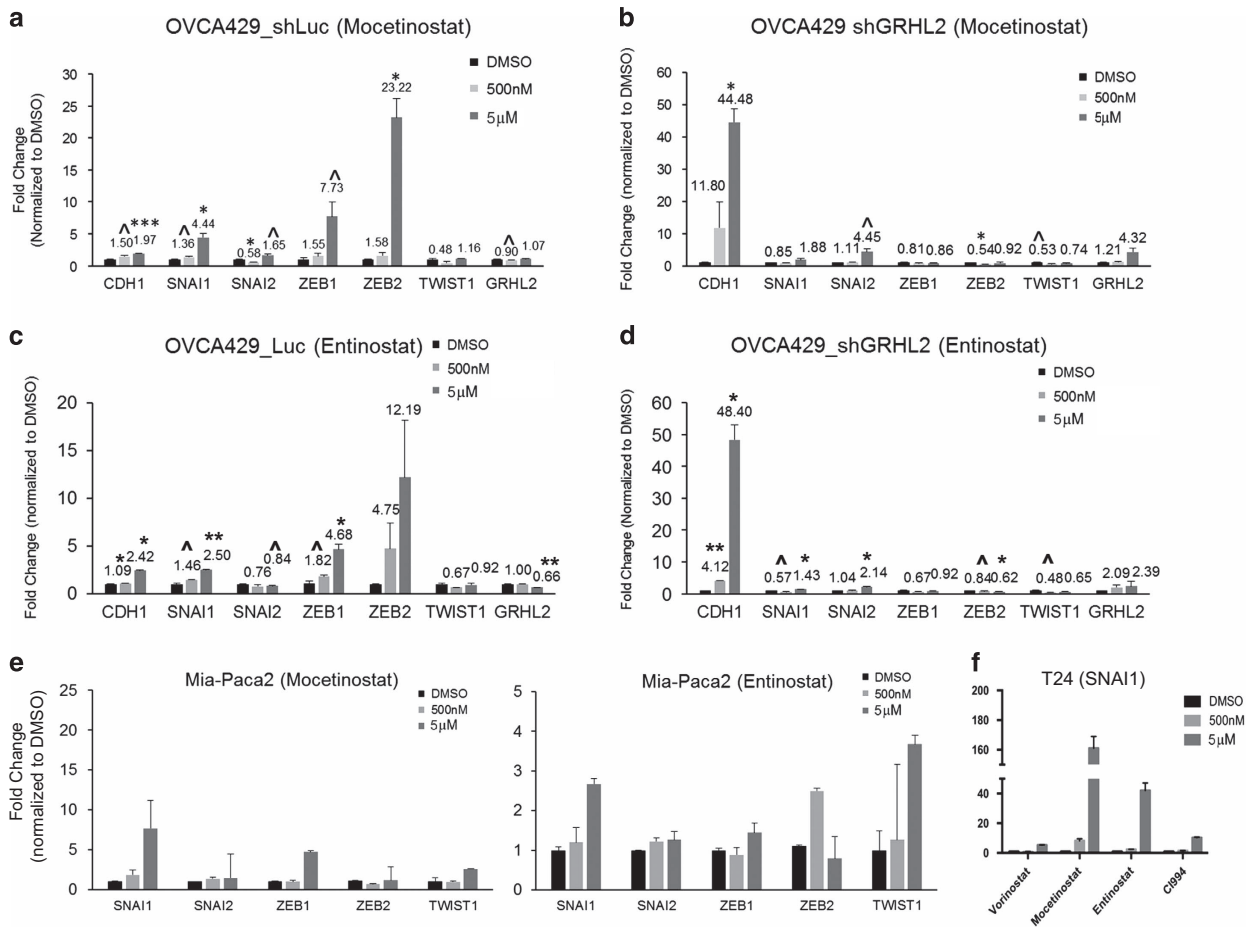 a
OVCA429_shLuc (Mocetinostat)
DMSO
500nM
5μM
Fold Change
(Normalized to DMSO)
30
25
20
15
10
5
0
^
1.50
***
1.97
^
1.36
*
4.44
*
0.58
^
1.65
1.55
^
7.73
1.58
*
23.22
0.48
1.16
^
0.90
1.07
CDH1 SNAI1 SNAI2 ZEB1 ZEB2 TWIST1 GRHL2
b
OVCA429 shGRHL2 (Mocetinostat)
DMSO
500nM
5μM
Fold Change (normalized to DMSO)
60
50
40
30
20
10
0
11.80
*
44.48
0.85
1.88
1.11
^
4.45
0.81
0.86
*
0.54
0.92
^
0.53
0.74
1.21
4.32
CDH1 SNAI1 SNAI2 ZEB1 ZEB2 TWIST1 GRHL2
c
OVCA429_Luc (Entinostat)
DMSO
500nM
5μM
Fold Change (normalized to DMSO)
20
15
10
5
0
*
1.09
*
2.42
^
1.46
**
2.50
0.76
^
0.84
^
1.82
*
4.68
4.75
12.19
0.67
0.92
1.00
**
0.66
CDH1 SNAI1 SNAI2 ZEB1 ZEB2 TWIST1 GRHL2
d
OVCA429_shGRHL2 (Entinostat)
DMSO
500nM
5μM
Fold Change (Normalized to DMSO)
60
50
40
30
20
10
0
**
4.12
*
48.40
^
0.57
*
1.43
1.04
*
2.14
0.67
0.92
^
0.84
*
0.62
^
0.48
0.65
2.09
2.39
CDH1 SNAI1 SNAI2 ZEB1 ZEB2 TWIST1 GRHL2
e
Mia-Paca2 (Mocetinostat)
DMSO
500nM
5μM
Fold Change
(normalized to DMSO)
25
20
15
10
5
0
SNAI1 SNAI2 ZEB1 ZEB2 TWIST1
Mia-Paca2 (Entinostat)
DMSO
500nM
5μM
5
4
3
2
1
0
SNAI1 SNAI2 ZEB1 ZEB2 TWIST1
f
T24 (SNAI1)
DMSO
500nM
5μM
200
180
160
40
20
0
Vorinostat
Mocetinostat
Entinostat
CI994